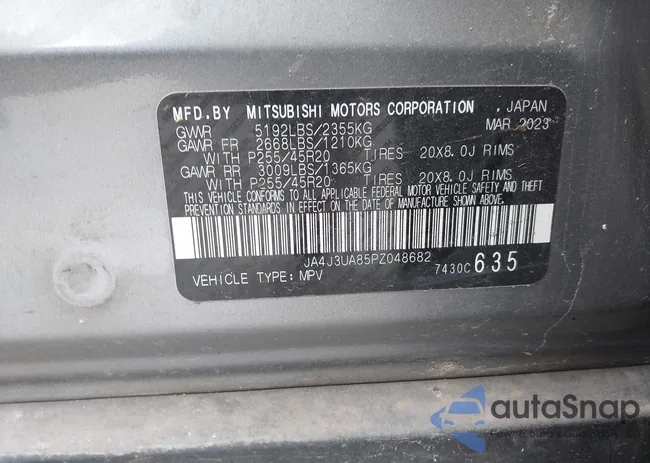 MFD.BY MITSUBISHI MOTORS CORPORATION , JAPAN
GVWR 5192LBS/2355KG MAR 2023
GAWR FR 2668LBS/1210KG
WITH P255/45R20 TIRES 20X8.0J RIMS
GAWR RR 3009LBS/1365KG
WITH P255/45R20 TIRES 20X8.0J RIMS
THIS VEHICLE CONFORMS TO ALL APPLICABLE FEDERAL MOTOR VEHICLE SAFETY AND THEFT
PREVENTION STANDARDS IN EFFECT ON THE DATE OF MANUFACTURE SHOWN ABOVE.
JA4J3UA85PZ048682
VEHICLE TYPE: MPV 7430C 635
autoSnap